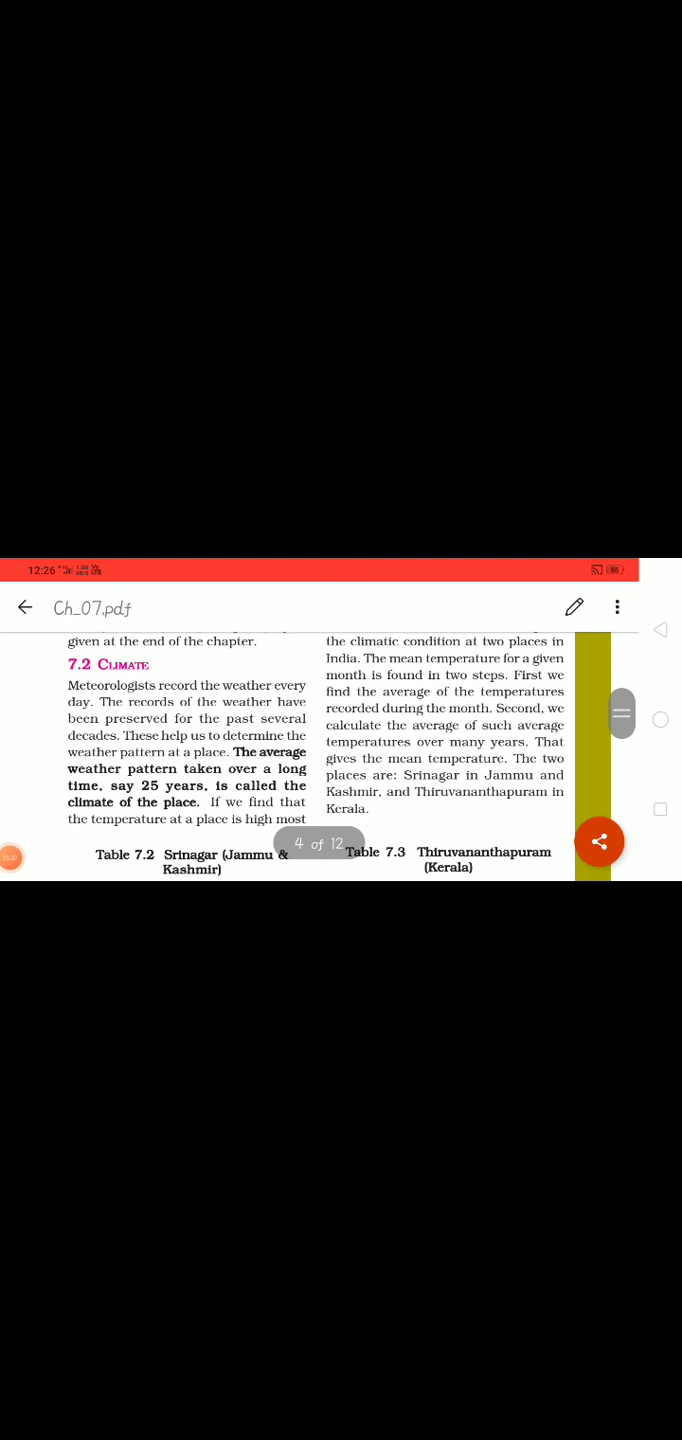 12:26
Ch_07.pdf
given at the end of the chapter.
7.2 CLIMATE
Meteorologists record the weather every
day. The records of the weather have
been preserved for the past several
decades. These help us to determine the
weather pattern at a place. The average
weather pattern taken over a long
time, say 25 years, is called the
climate of the place. If we find that
the temperature at a place is high most
the climatic condition at two places in
India. The mean temperature for a given
month is found in two steps. First we
find the average of the temperatures
recorded during the month. Second, we
calculate the average of such average
temperatures over many years. That
gives the mean temperature. The two
places are: Srinagar in Jammu and
Kashmir, and Thiruvananthapuram in
Kerala.
4 of 12
Table 7.2 Srinagar (Jammu &
Kashmir)
Table 7.3 Thiruvananthapuram
(Kerala)